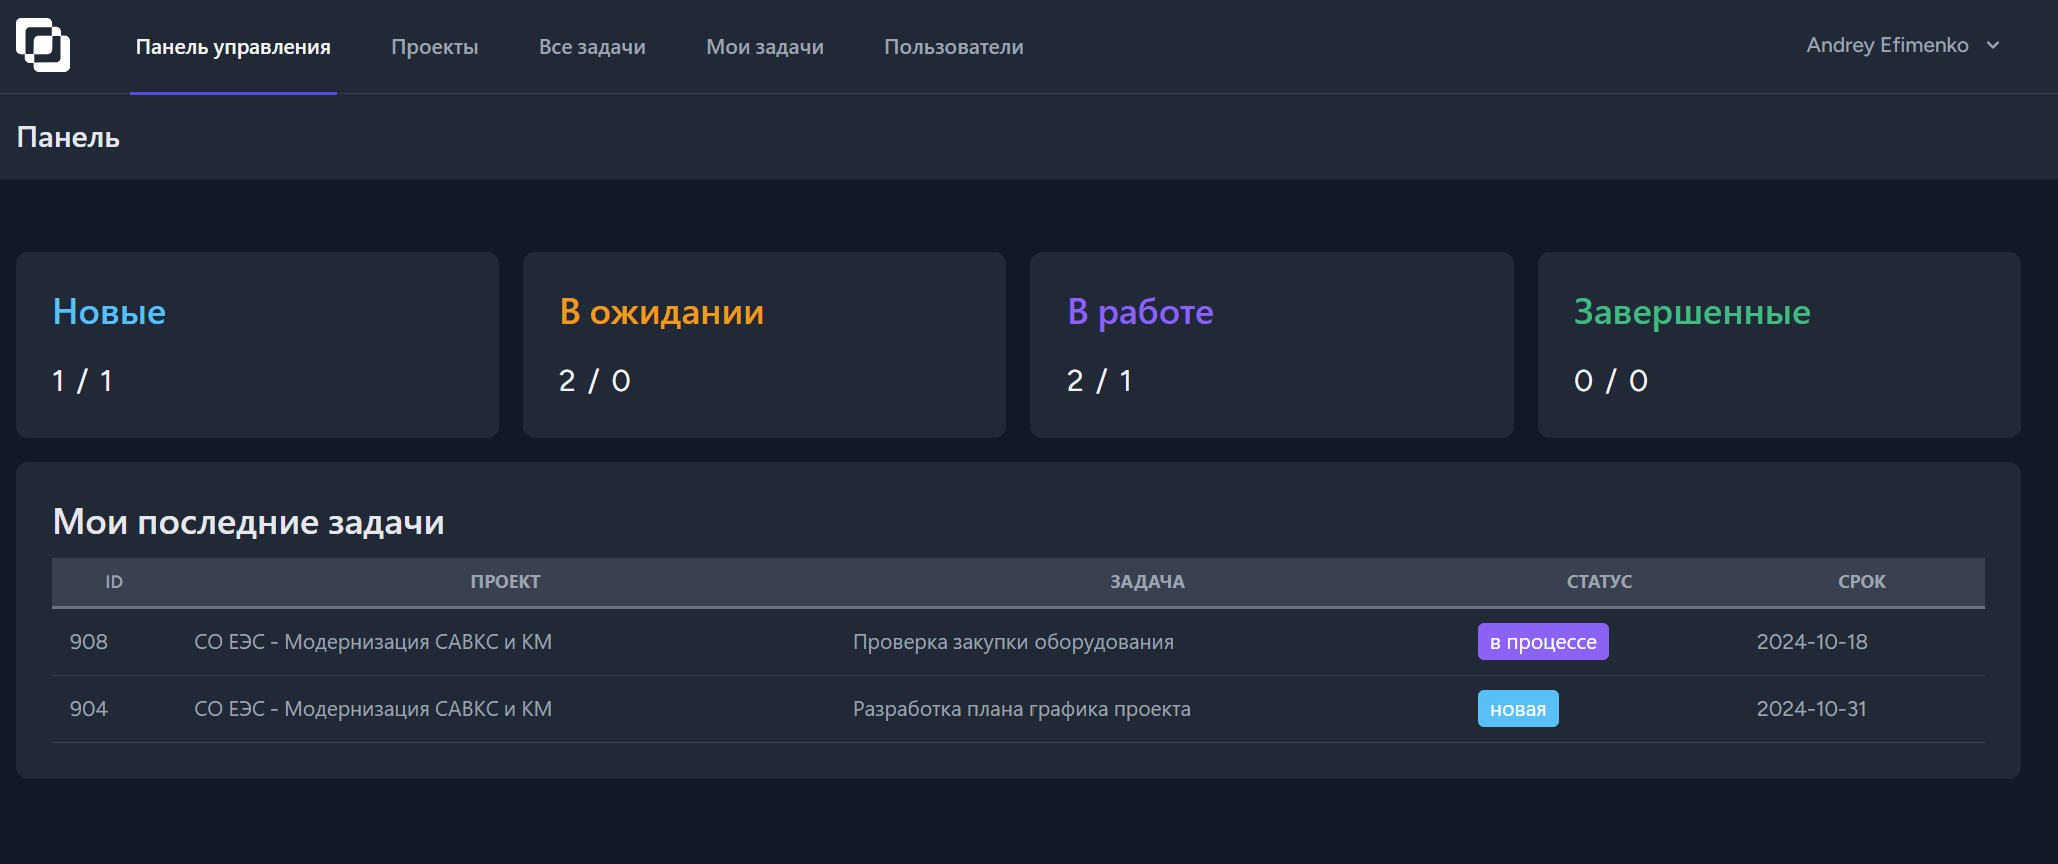 Панель управления Проекты Все задачи Мои задачи Пользователи Andrey Efimenko
Панель
Новые В ожидании В работе Завершенные
1 / 1 2 / 0 2 / 1 0 / 0
Мои последние задачи
ID ПРОЕКТ ЗАДАЧА СТАТУС СРОК
908 СО ЕЭС - Модернизация САВКС и КМ Проверка закупки оборудования в процессе 2024-10-18
904 СО ЕЭС - Модернизация САВКС и КМ Разработка плана графика проекта новая 2024-10-31